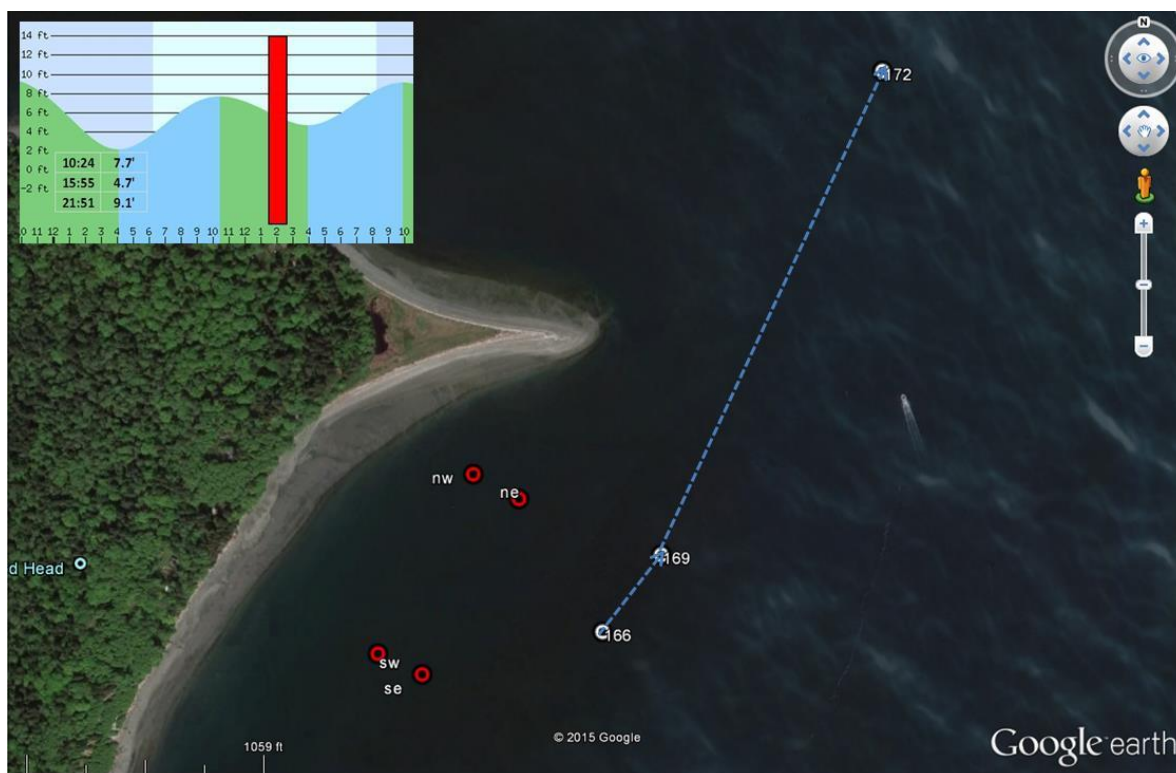 14 ft
12 ft
10 ft
8 ft
6 ft
4 ft
2 ft
0 ft
-2 ft
10:24 7.7'
15:55 4.7'
21:51 9.1'
0 11 12 1 2 3 4 5 6 7 8 9 10 11 12 1 2 3 4 5 6 7 8 9 10
N
172
nw
ne
169
d Head
166
sw
se
1059 ft
© 2015 Google
Google earth